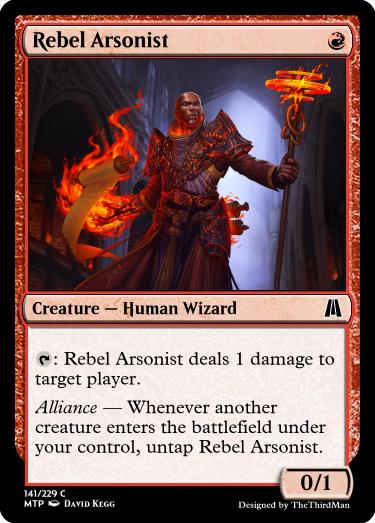 Rebel Arsonist
Creature — Human Wizard
: Rebel Arsonist deals 1 damage to
target player.
Alliance — Whenever another
creature enters the battlefield under
your control, untap Rebel Arsonist.
0/1
141/229 C
MTP DAVID KEGG
Designed by TheThirdMan